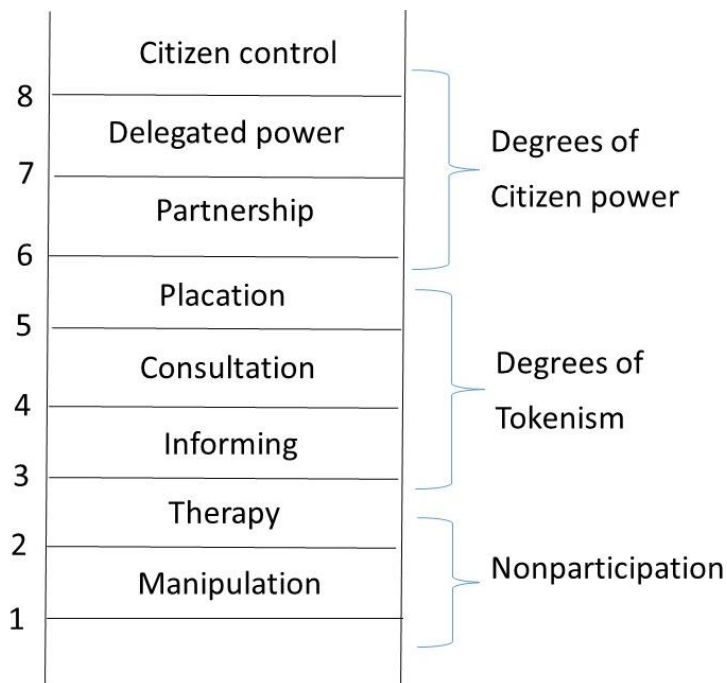 Citizen control
8
Delegated power
Degrees of
7
Citizen power
Partnership
6
Placation
5
Degrees of
Consultation
4
Tokenism
Informing
3
Therapy
2
Nonparticipation
Manipulation
1